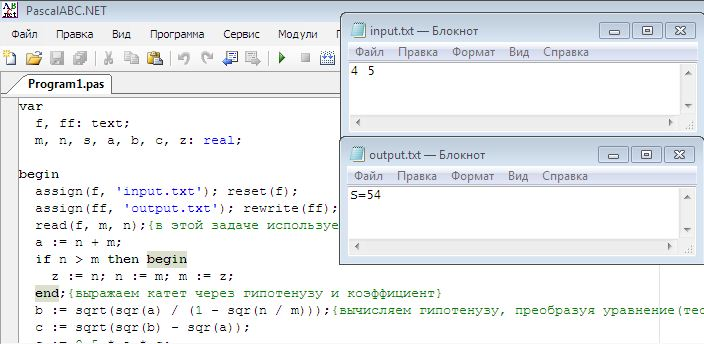 PascalABC.NET
Файл Правка Вид Программа Сервис Модули
Program1.pas
var
f, ff: text;
m, n, s, a, b, c, z: real;
begin
assign(f, 'input.txt'); reset(f);
assign(ff, 'output.txt'); rewrite(ff);
read(f, m, n);{в этой задаче используе
a := n + m;
if n > m then begin
z := n; n := m; m := z;
end;{выражаем катет через гипотенузу и коэффициент}
b := sqrt(sqr(a) / (1 - sqr(n / m)));{вычисляем гипотенузу, преобразуя уравнение(тео
c := sqrt(sqr(b) - sqr(a));
input.txt — Блокнот
Файл Правка Формат Вид Справка
4 5
output.txt — Блокнот
Файл Правка Формат Вид Справка
S=54